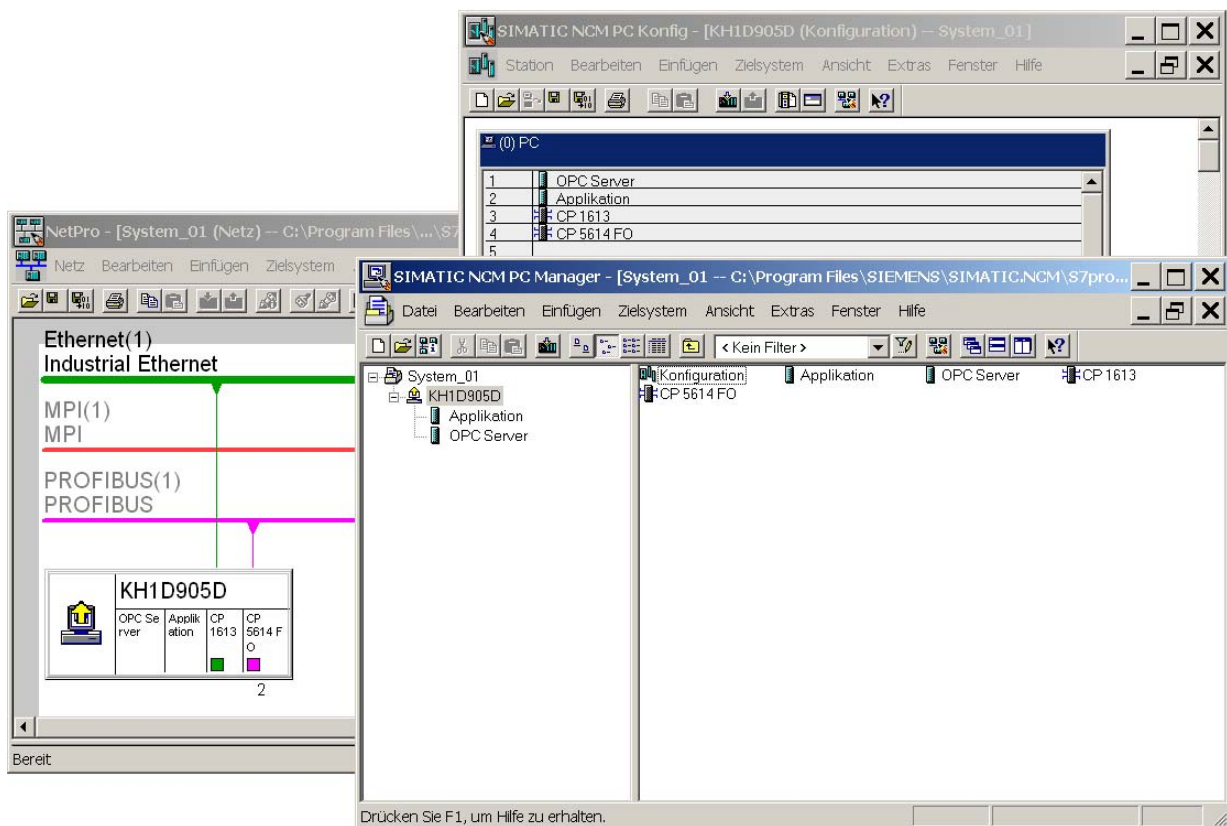 SIMATIC NCM PC Konfig - [KH1D905D (Konfiguration) -- System_01]
Station Bearbeiten Einfügen Zielsystem Ansicht Extras Fenster Hilfe
(0) PC
1 OPC Server
2 Applikation
3 CP 1613
4 CP 5614 FO
5
NetPro - [System_01 (Netz) -- C:\Program Files\...\S7
Netz Bearbeiten Einfügen Zielsystem
Ethernet(1)
Industrial Ethernet
MPI(1)
MPI
PROFIBUS(1)
PROFIBUS
KH1D905D
OPC Se Applik CP CP
rver ation 1613 5614 F
O
2
Bereit
SIMATIC NCM PC Manager - [System_01 -- C:\Program Files\SIEMENS\SIMATIC.NCM\S7pro...
Datei Bearbeiten Einfügen Zielsystem Ansicht Extras Fenster Hilfe
< Kein Filter >
System_01
KH1D905D
Applikation
OPC Server
Konfiguration Applikation OPC Server CP 1613
CP 5614 FO
Drücken Sie F1, um Hilfe zu erhalten.